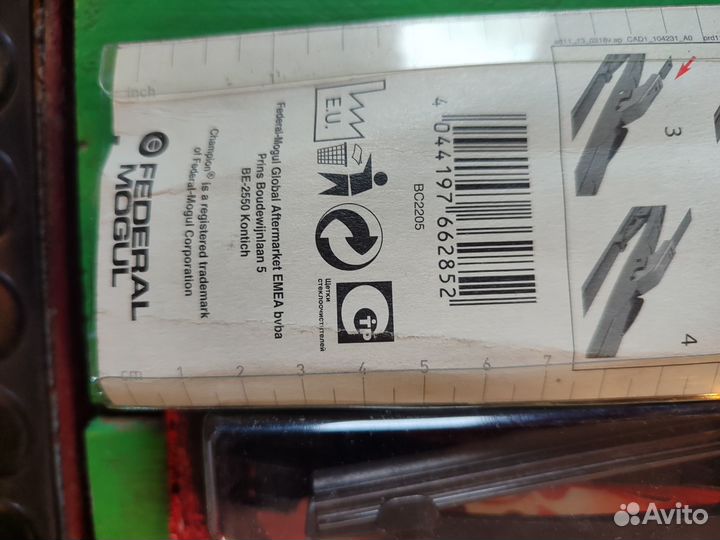 inch
FEDERAL
MOGUL
Champion® is a registered trademark
of Federal-Mogul Corporation
Federal-Mogul Global Aftermarket EMEA bvba
Prins Boudewijnlaan 5
BE-2550 Kontich
E.U.
Щетки
стеклоочистителей
BC2205
4 044197 662852
CAD1_104231_A0
3
4
1 2 3 4 5 6 7
Avito